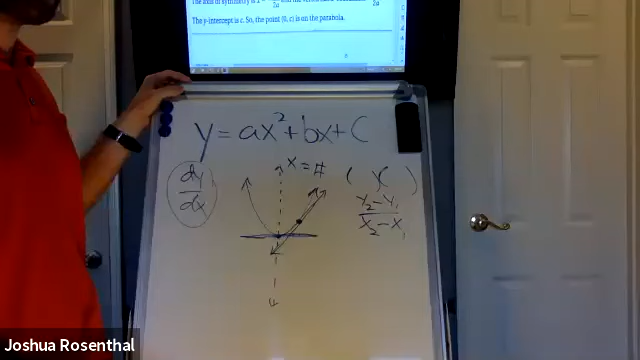 The y-intercept is c. So, the point (0, c) is on the parabola.
y = ax² + bx + c
x = #
dy
dx
( , )
Y₂ - Y₁
X₂ - X₁
Joshua Rosenthal